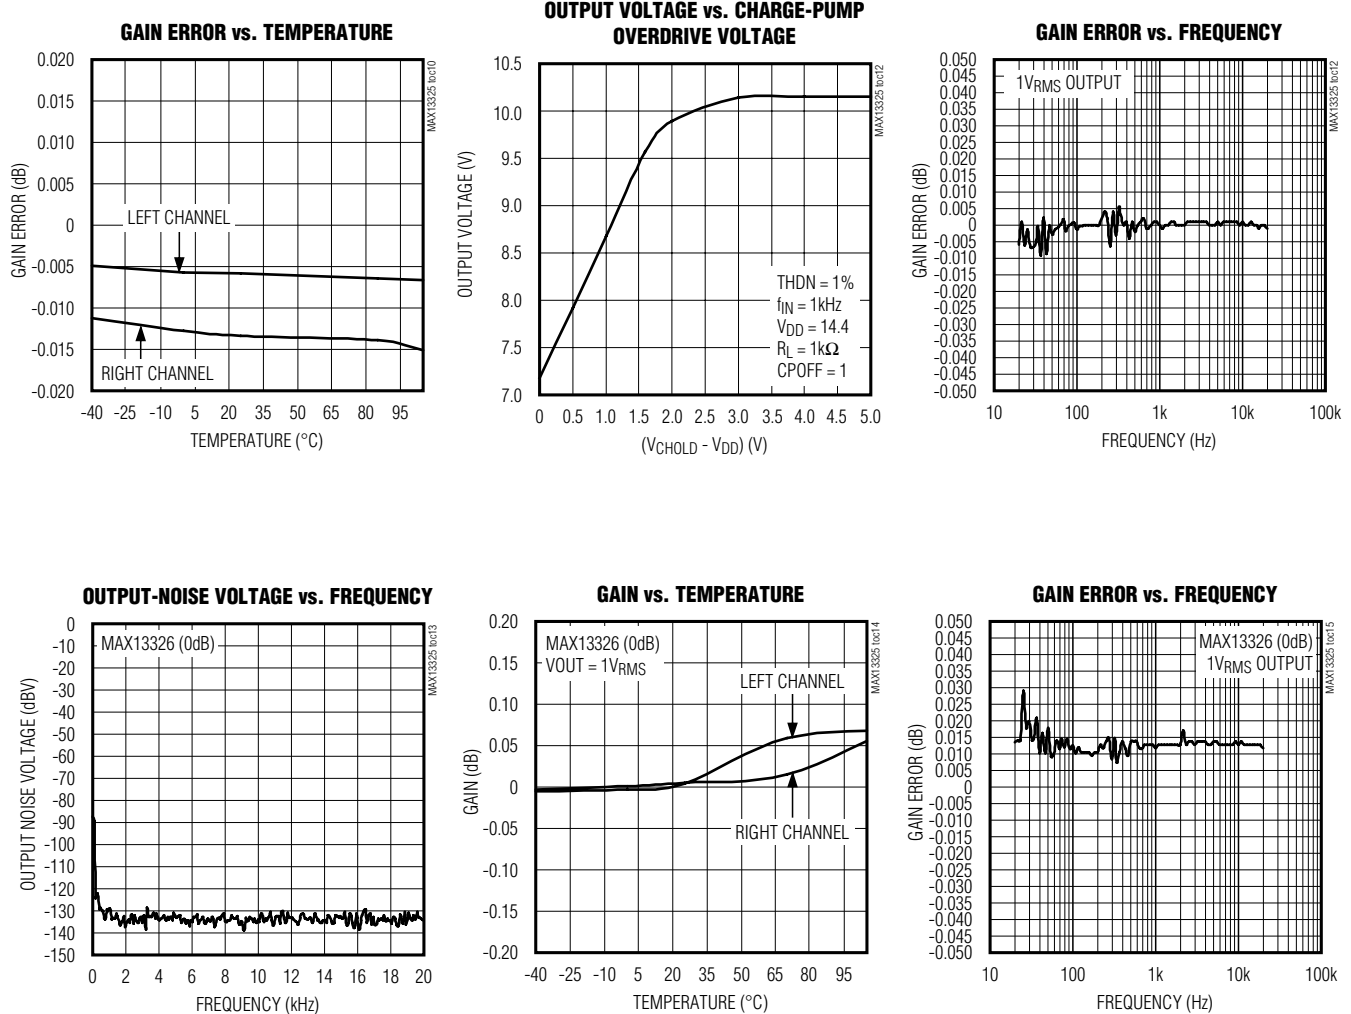 GAIN ERROR vs. TEMPERATURE
MAX13325 toc10
GAIN ERROR (dB)
0.020
0.015
0.010
0.005
0
-0.005
-0.010
-0.015
-0.020
LEFT CHANNEL
RIGHT CHANNEL
-40 -25 -10 5 20 35 50 65 80 95
TEMPERATURE (°C)
OUTPUT VOLTAGE vs. CHARGE-PUMP
OVERDRIVE VOLTAGE
MAX13325 toc12
OUTPUT VOLTAGE (V)
10.5
10.0
9.5
9.0
8.5
8.0
7.5
7.0
THDN = 1%
fIN = 1kHz
VDD = 14.4
RL = 1kΩ
CPOFF = 1
0 0.5 1.0 1.5 2.0 2.5 3.0 3.5 4.0 4.5 5.0
(VCHOLD - VDD) (V)
GAIN ERROR vs. FREQUENCY
MAX13325 toc12
1VRMS OUTPUT
GAIN ERROR (dB)
0.050
0.045
0.040
0.035
0.030
0.025
0.020
0.015
0.010
0.005
0
-0.005
-0.010
-0.015
-0.020
-0.025
-0.030
-0.035
-0.040
-0.045
-0.050
10 100 1k 10k 100k
FREQUENCY (Hz)
OUTPUT-NOISE VOLTAGE vs. FREQUENCY
MAX13325 toc13
MAX13326 (0dB)
OUTPUT NOISE VOLTAGE (dBV)
0
-10
-20
-30
-40
-50
-60
-70
-80
-90
-100
-110
-120
-130
-140
-150
0 2 4 6 8 10 12 14 16 18 20
FREQUENCY (kHz)
GAIN vs. TEMPERATURE
MAX13325 toc14
MAX13326 (0dB)
VOUT = 1VRMS
GAIN (dB)
0.20
0.15
0.10
0.05
0
-0.05
-0.10
-0.15
-0.20
LEFT CHANNEL
RIGHT CHANNEL
-40 -25 -10 5 20 35 50 65 80 95
TEMPERATURE (°C)
GAIN ERROR vs. FREQUENCY
MAX13325 toc15
MAX13326 (0dB)
1VRMS OUTPUT
GAIN ERROR (dB)
0.050
0.045
0.040
0.035
0.030
0.025
0.020
0.015
0.010
0.005
0
-0.005
-0.010
-0.015
-0.020
-0.025
-0.030
-0.035
-0.040
-0.045
-0.050
10 100 1k 10k 100k
FREQUENCY (Hz)